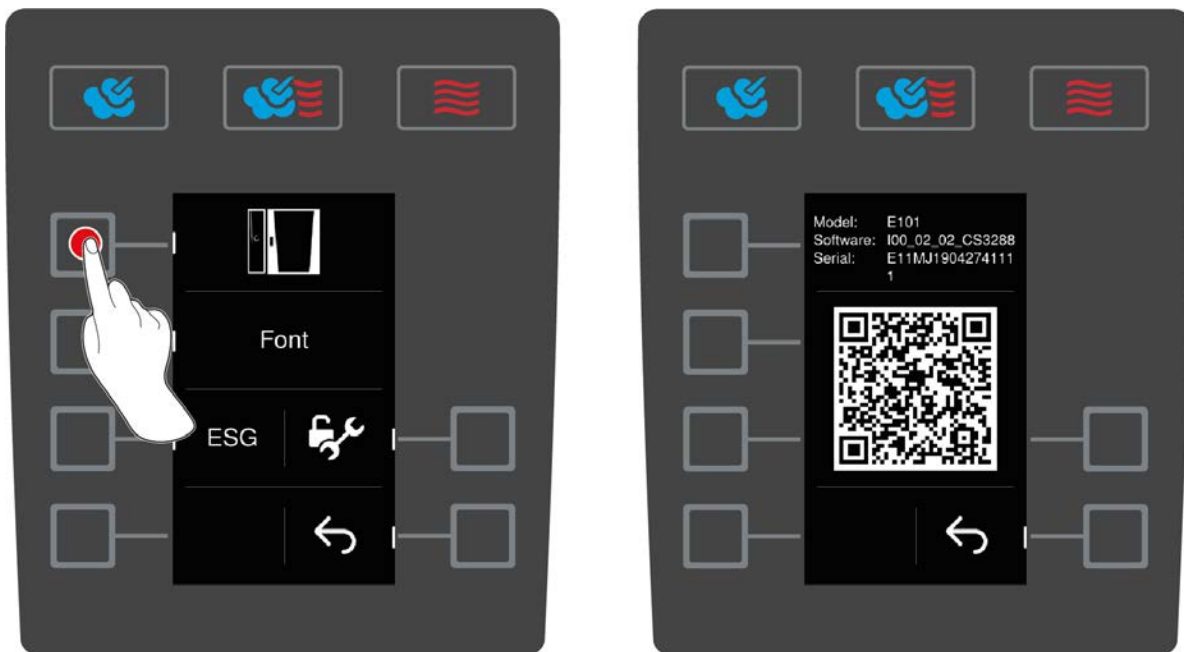 Font
ESG
Model: E101
Software: I00_02_02_CS3288
Serial: E11MJ1904274111
1